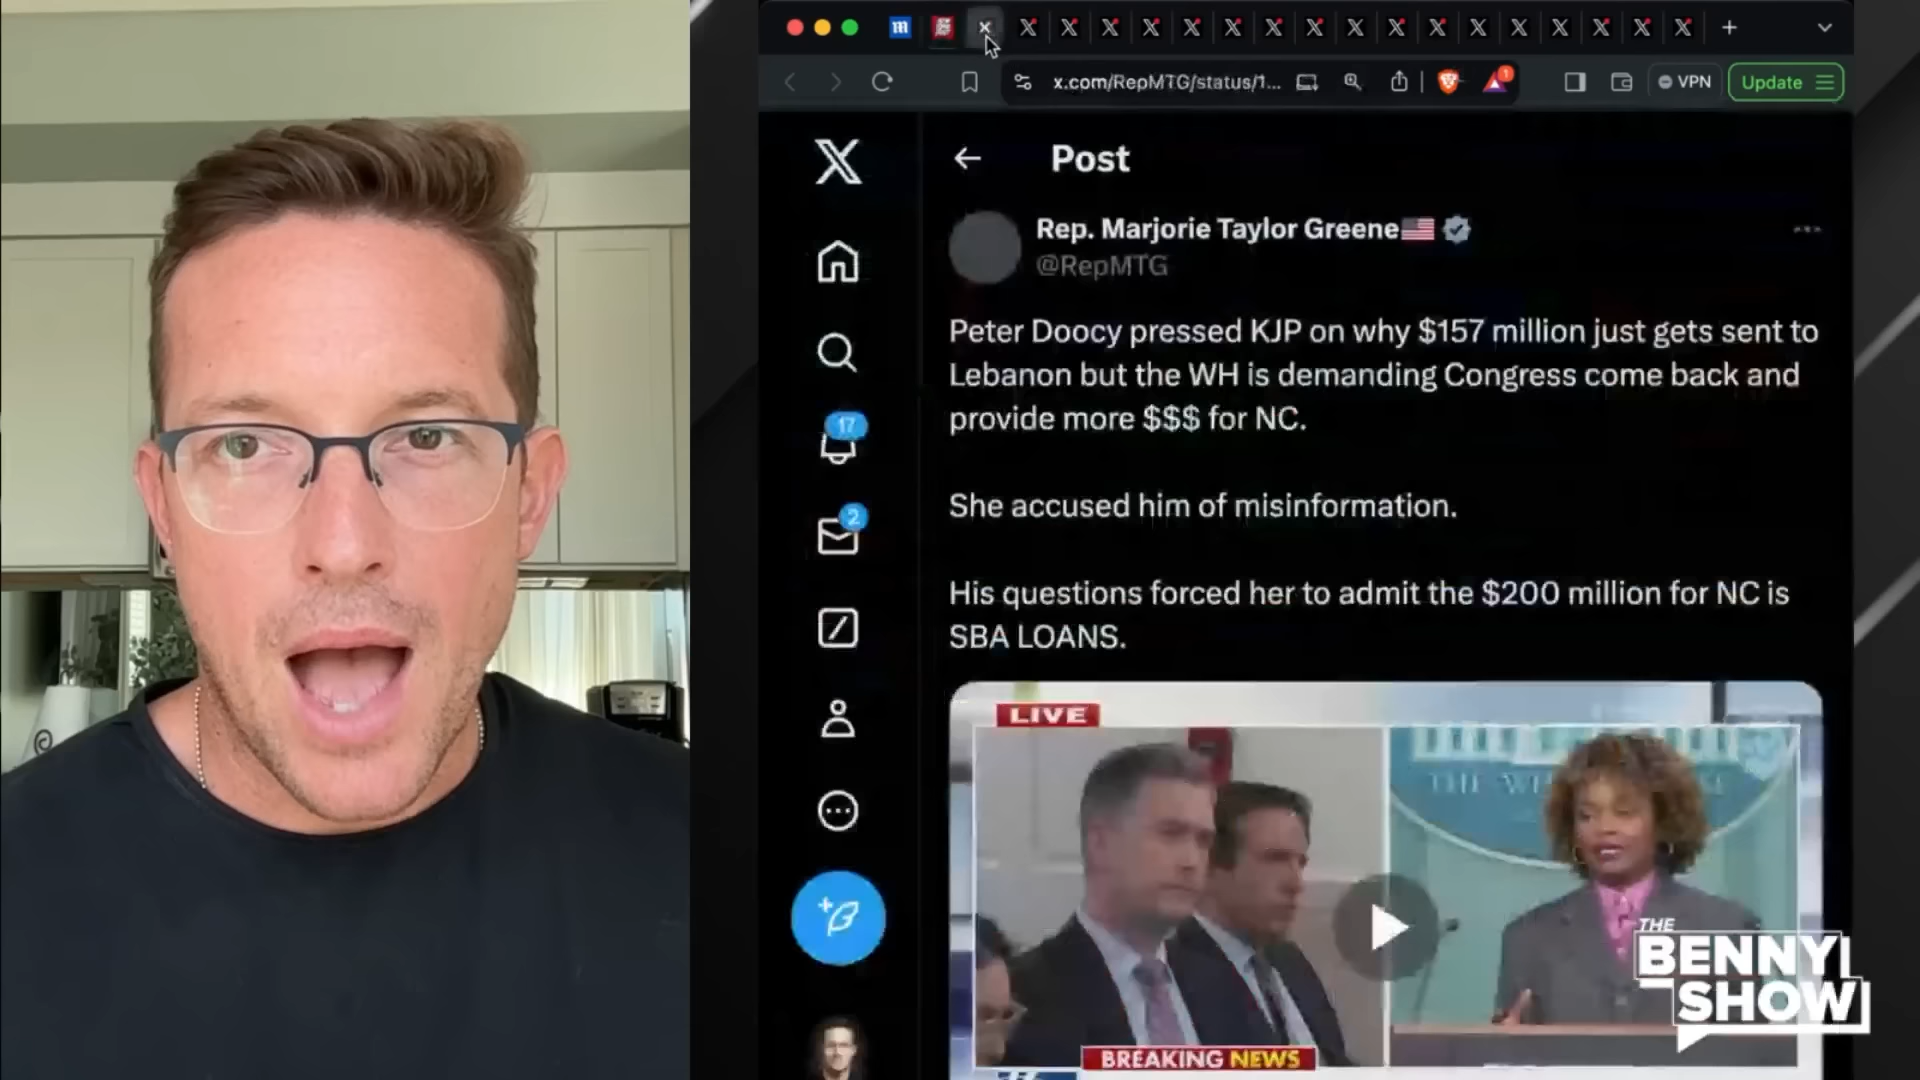 m
x.com/RepMTG/status/1...
1
VPN
Update
X
Post
Rep. Marjorie Taylor Greene
@RepMTG
Peter Doocy pressed KJP on why $157 million just gets sent to
Lebanon but the WH is demanding Congress come back and
provide more $$$ for NC.
She accused him of misinformation.
His questions forced her to admit the $200 million for NC is
SBA LOANS.
17
2
LIVE
BREAKING NEWS
THE
BENNY
SHOW